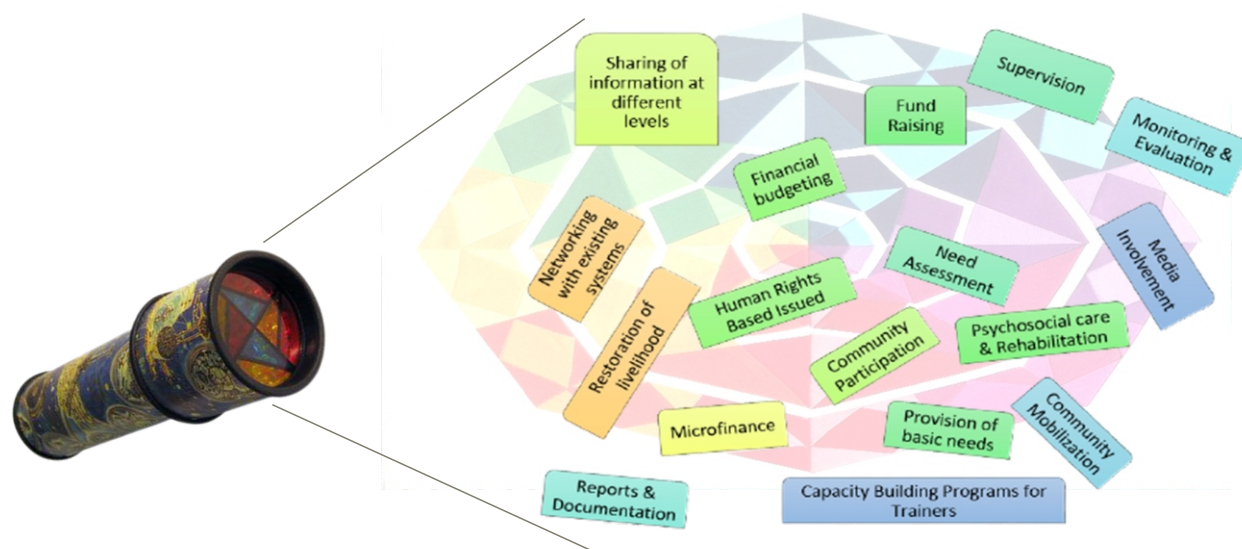 Sharing of
information at
different
levels
Fund
Raising
Supervision
Monitoring &
Evaluation
Financial
budgeting
Networking
with existing
systems
Need
Assessment
Media
Involvement
Human Rights
Based Issued
Restoration of
livelihood
Community
Participation
Psychosocial care
& Rehabilitation
Microfinance
Provision of
basic needs
Community
Mobilization
Reports &
Documentation
Capacity Building Programs for
Trainers